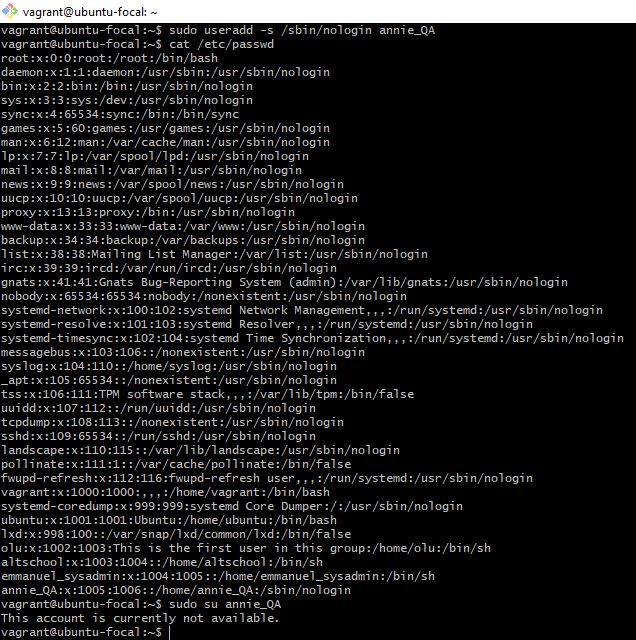 vagrant@ubuntu-focal: ~
vagrant@ubuntu-focal:~$ sudo useradd -s /sbin/nologin annie_QA
vagrant@ubuntu-focal:~$ cat /etc/passwd
root:x:0:0:root:/root:/bin/bash
daemon:x:1:1:daemon:/usr/sbin:/usr/sbin/nologin
bin:x:2:2:bin:/bin:/usr/sbin/nologin
sys:x:3:3:sys:/dev:/usr/sbin/nologin
sync:x:4:65534:sync:/bin:/bin/sync
games:x:5:60:games:/usr/games:/usr/sbin/nologin
man:x:6:12:man:/var/cache/man:/usr/sbin/nologin
lp:x:7:7:lp:/var/spool/lpd:/usr/sbin/nologin
mail:x:8:8:mail:/var/mail:/usr/sbin/nologin
news:x:9:9:news:/var/spool/news:/usr/sbin/nologin
uucp:x:10:10:uucp:/var/spool/uucp:/usr/sbin/nologin
proxy:x:13:13:proxy:/bin:/usr/sbin/nologin
www-data:x:33:33:www-data:/var/www:/usr/sbin/nologin
backup:x:34:34:backup:/var/backups:/usr/sbin/nologin
list:x:38:38:Mailing List Manager:/var/list:/usr/sbin/nologin
irc:x:39:39:ircd:/var/run/ircd:/usr/sbin/nologin
gnats:x:41:41:Gnats Bug-Reporting System (admin):/var/lib/gnats:/usr/sbin/nologin
nobody:x:65534:65534:nobody:/nonexistent:/usr/sbin/nologin
systemd-network:x:100:102:systemd Network Management,,,:/run/systemd:/usr/sbin/nologin
systemd-resolve:x:101:103:systemd Resolver,,,:/run/systemd:/usr/sbin/nologin
systemd-timesync:x:102:104:systemd Time Synchronization,,,:/run/systemd:/usr/sbin/nologin
messagebus:x:103:106::/nonexistent:/usr/sbin/nologin
syslog:x:104:110::/home/syslog:/usr/sbin/nologin
_apt:x:105:65534::/nonexistent:/usr/sbin/nologin
tss:x:106:111:TPM software stack,,,:/var/lib/tpm:/bin/false
uuidd:x:107:112::/run/uuidd:/usr/sbin/nologin
tcpdump:x:108:113::/nonexistent:/usr/sbin/nologin
sshd:x:109:65534::/run/sshd:/usr/sbin/nologin
landscape:x:110:115::/var/lib/landscape:/usr/sbin/nologin
pollinate:x:111:1::/var/cache/pollinate:/bin/false
fwupd-refresh:x:112:116:fwupd-refresh user,,,:/run/systemd:/usr/sbin/nologin
vagrant:x:1000:1000:,,,:/home/vagrant:/bin/bash
systemd-coredump:x:999:999:systemd Core Dumper:/:/usr/sbin/nologin
ubuntu:x:1001:1001:Ubuntu:/home/ubuntu:/bin/bash
lxd:x:998:100::/var/snap/lxd/common/lxd:/bin/false
olu:x:1002:1003:This is the first user in this group:/home/olu:/bin/sh
altschool:x:1003:1004::/home/altschool:/bin/sh
emmanuel_sysadmin:x:1004:1005::/home/emmanuel_sysadmin:/bin/sh
annie_QA:x:1005:1006::/home/annie_QA:/sbin/nologin
vagrant@ubuntu-focal:~$ sudo su annie_QA
This account is currently not available.
vagrant@ubuntu-focal:~$